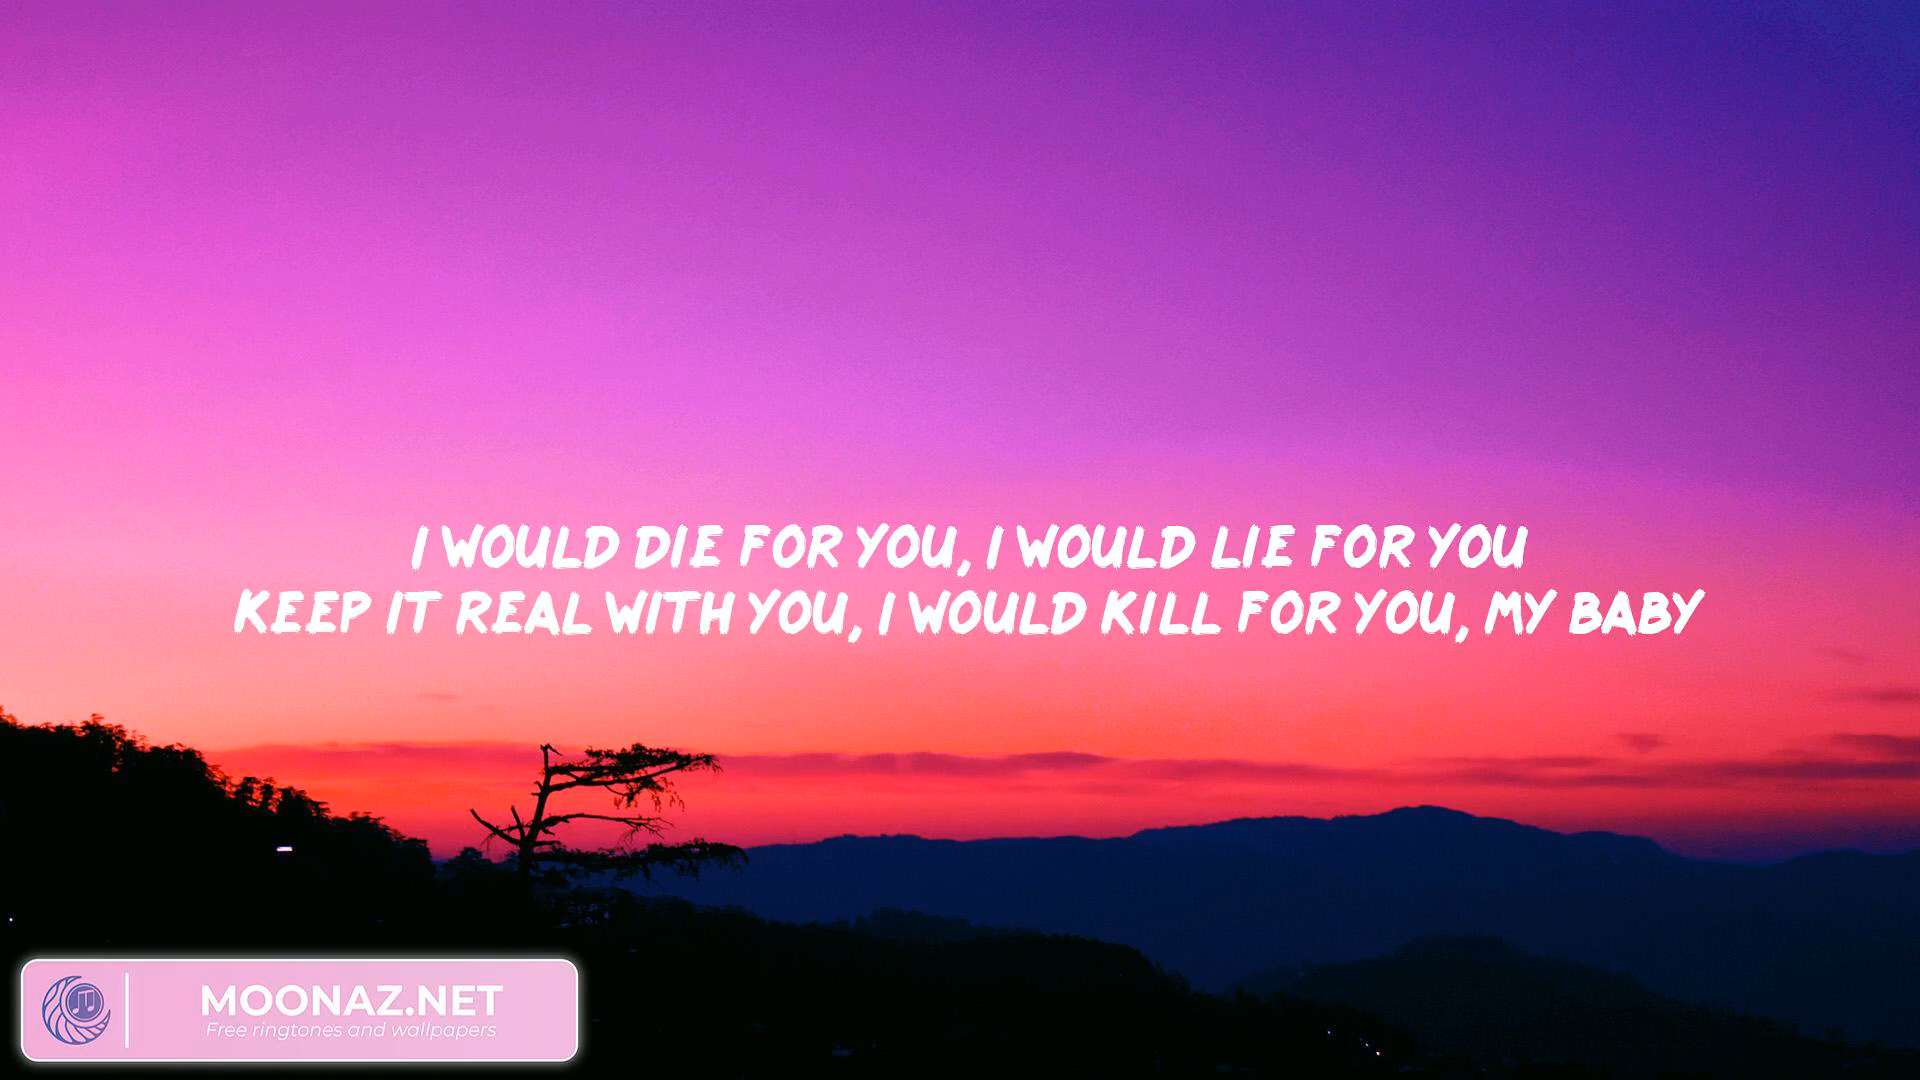 I WOULD DIE FOR YOU, I WOULD LIE FOR YOU
KEEP IT REAL WITH YOU, I WOULD KILL FOR YOU, MY BABY
MOONAZ.NET
Free ringtones and wallpapers